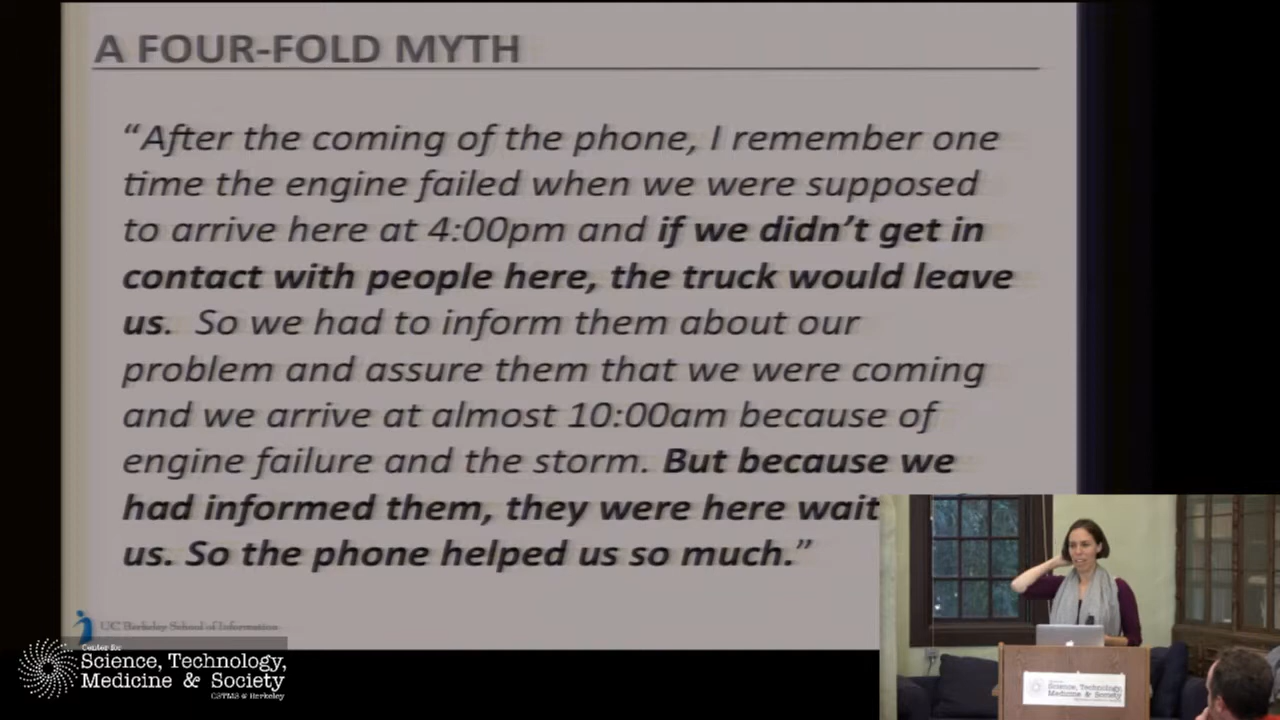 A FOUR-FOLD MYTH
“After the coming of the phone, I remember one
time the engine failed when we were supposed
to arrive here at 4:00pm and if we didn’t get in
contact with people here, the truck would leave
us. So we had to inform them about our
problem and assure them that we were coming
and we arrive at almost 10:00am because of
engine failure and the storm. But because we
had informed them, they were here wait
us. So the phone helped us so much.”
UC Berkeley School of Information
Center for
Science, Technology,
Medicine & Society
CSTMS @ Berkeley
Science, Technology,
Medicine & Society